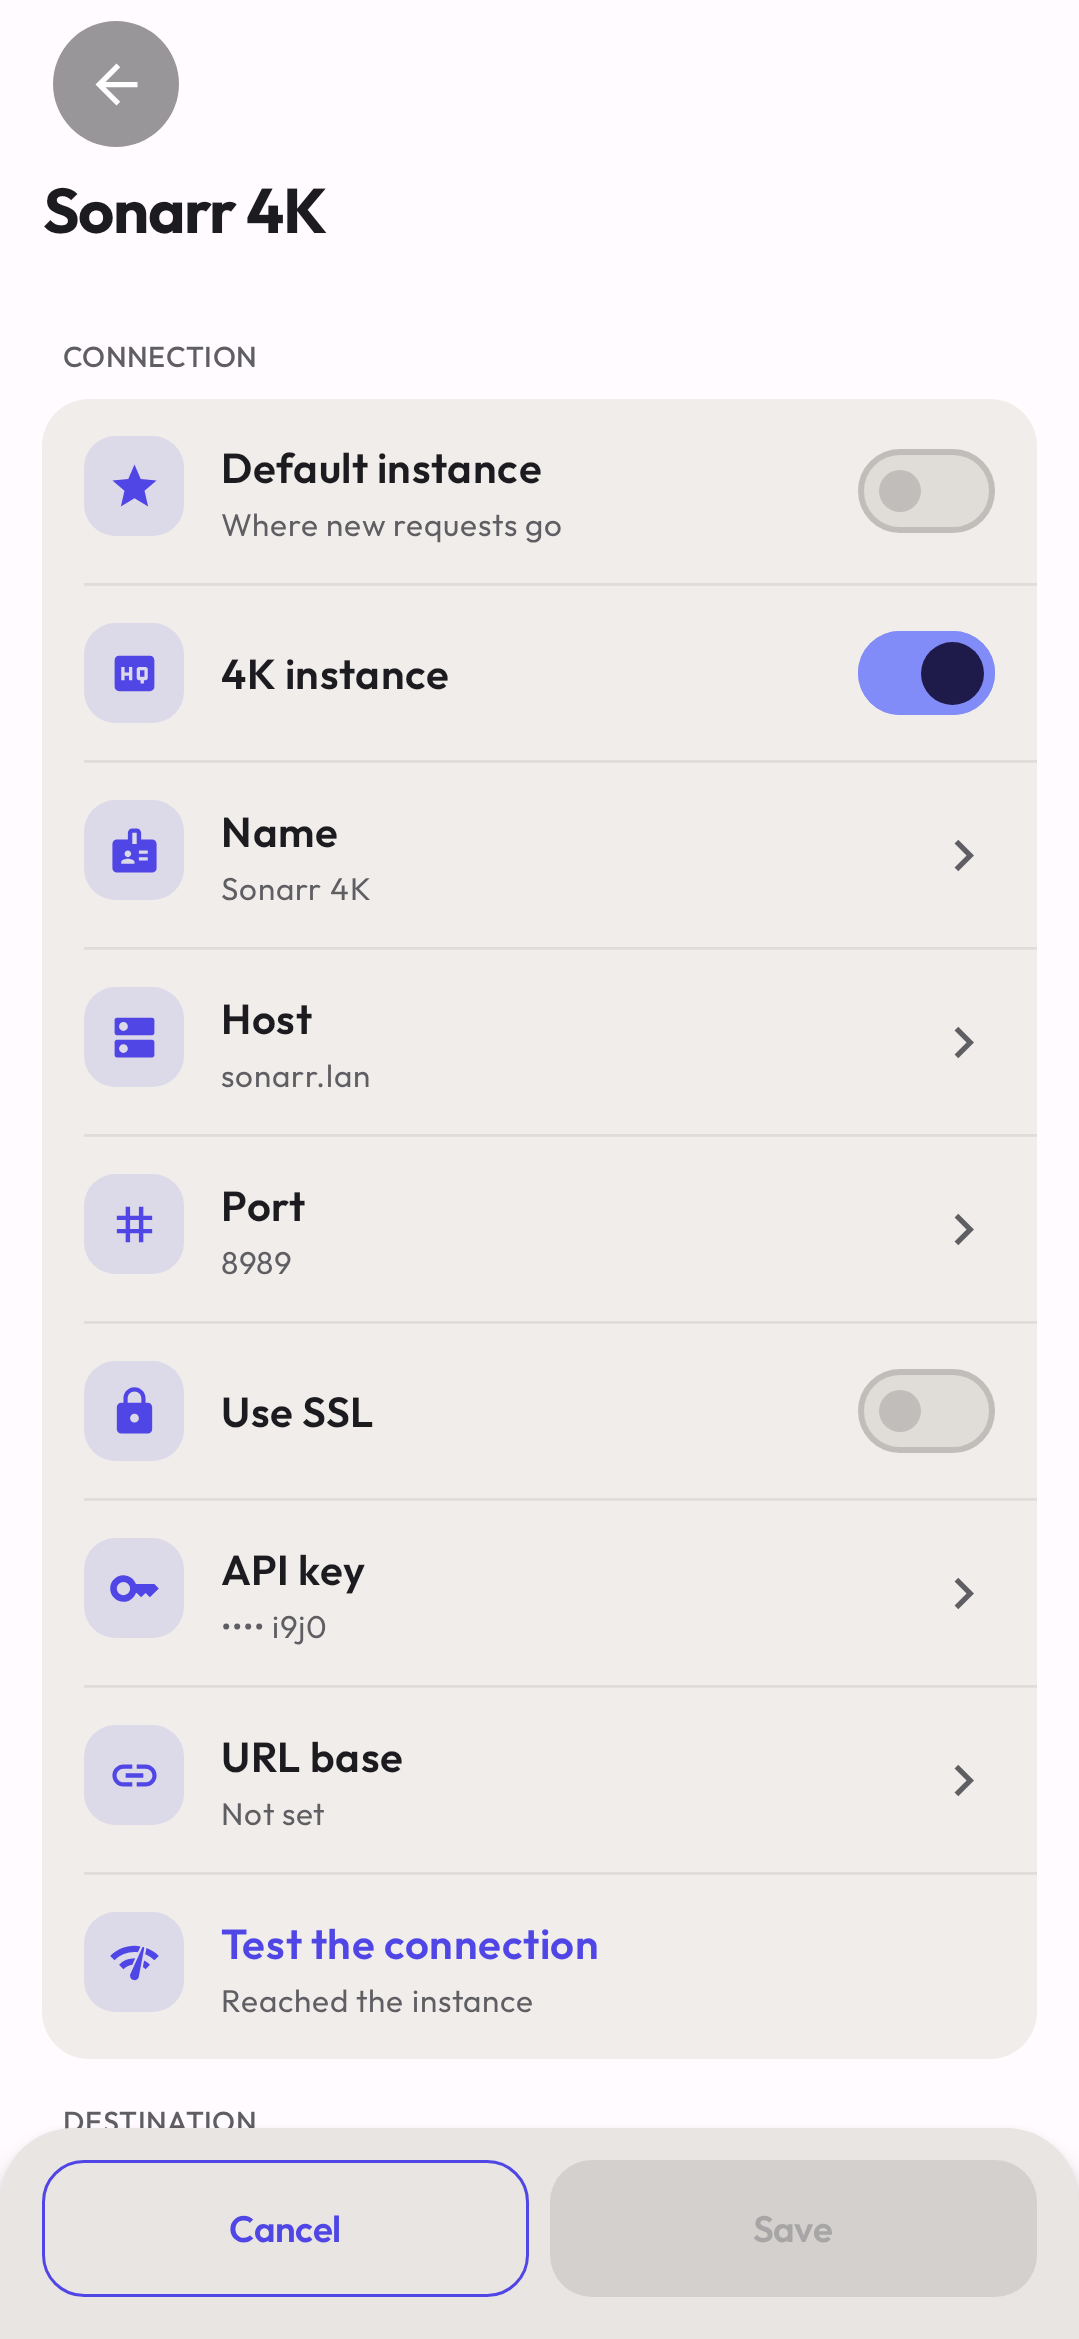 Sonarr 4K
CONNECTION
Default instance
Where new requests go
HQ
4K instance
Name
Sonarr 4K
Host
sonarr.lan
Port
8989
Use SSL
API key
•••• i9j0
URL base
Not set
Test the connection
Reached the instance
DESTINATION
Cancel
Save